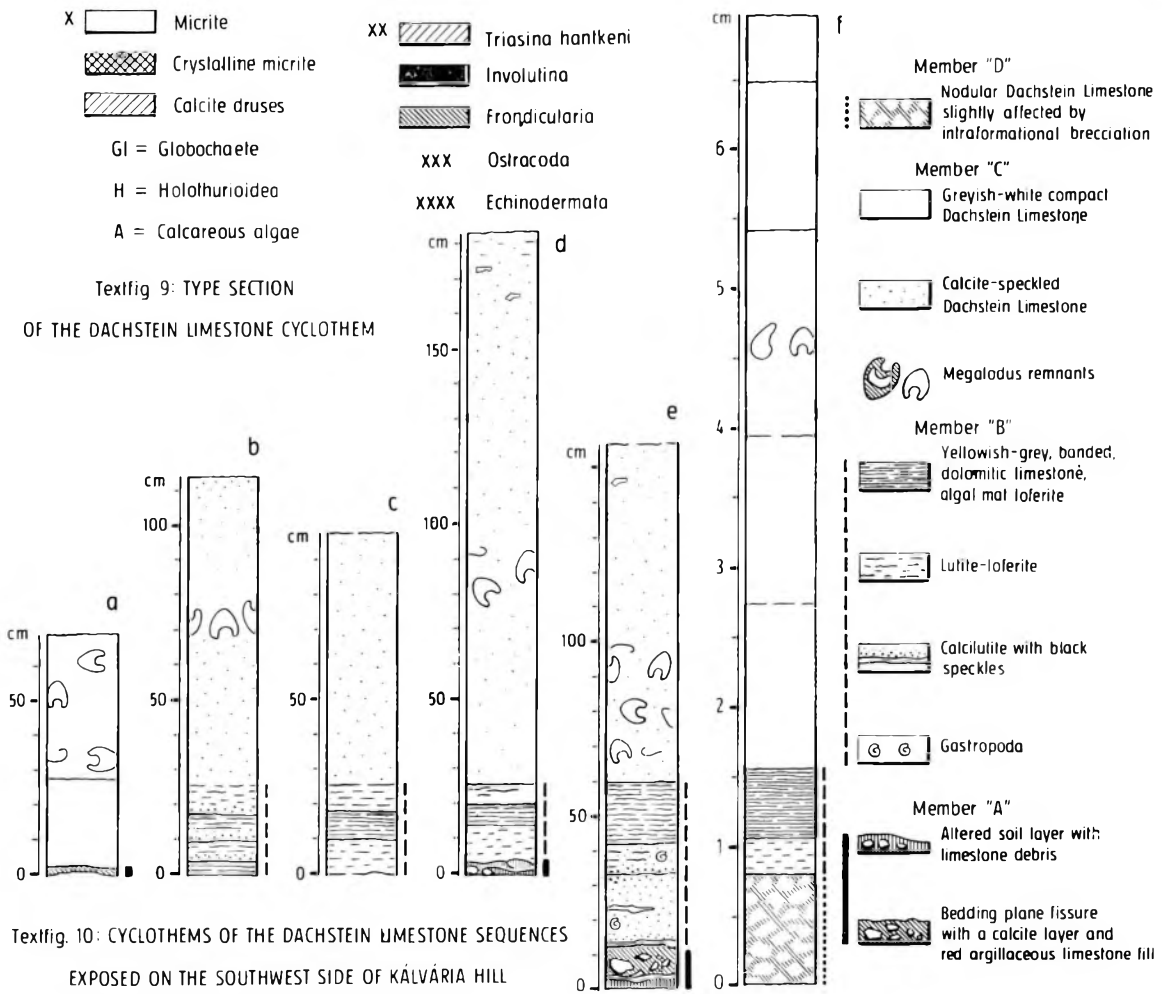 X Micrite
Crystalline micrite
Calcite druses
Gl = Globochaete
H = Holothurioidea
A = Calcareous algae
Textfig 9: TYPE SECTION
OF THE DACHSTEIN LIMESTONE CYCLOTHEM
XX Triasina hantkeni
Involutina
Frondicularia
XXX Ostracoda
XXXX Echinodermata
a
cm
50
0
b
cm
100
50
0
c
cm
50
0
d
cm
150
100
50
0
e
cm
100
50
0
f
cm
6
5
4
3
2
1
0
Member "D"
Nodular Dachstein Limestone
slightly affected by
intraformational brecciation
Member "C"
Greyish-white compact
Dachstein Limestone
Calcite-speckled
Dachstein Limestone
Megalodus remnants
Member "B"
Yellowish-grey, banded,
dolomitic limestone,
algal mat loferite
Lutite-loferite
Calcilutite with black
speckles
Gastropoda
Member "A"
Altered soil layer with
limestone debris
Bedding plane fissure
with a calcite layer and
red argillaceous limestone fill
Textfig. 10: CYCLOTHEMS OF THE DACHSTEIN LIMESTONE SEQUENCES
EXPOSED ON THE SOUTHWEST SIDE OF KÁLVÁRIA HILL